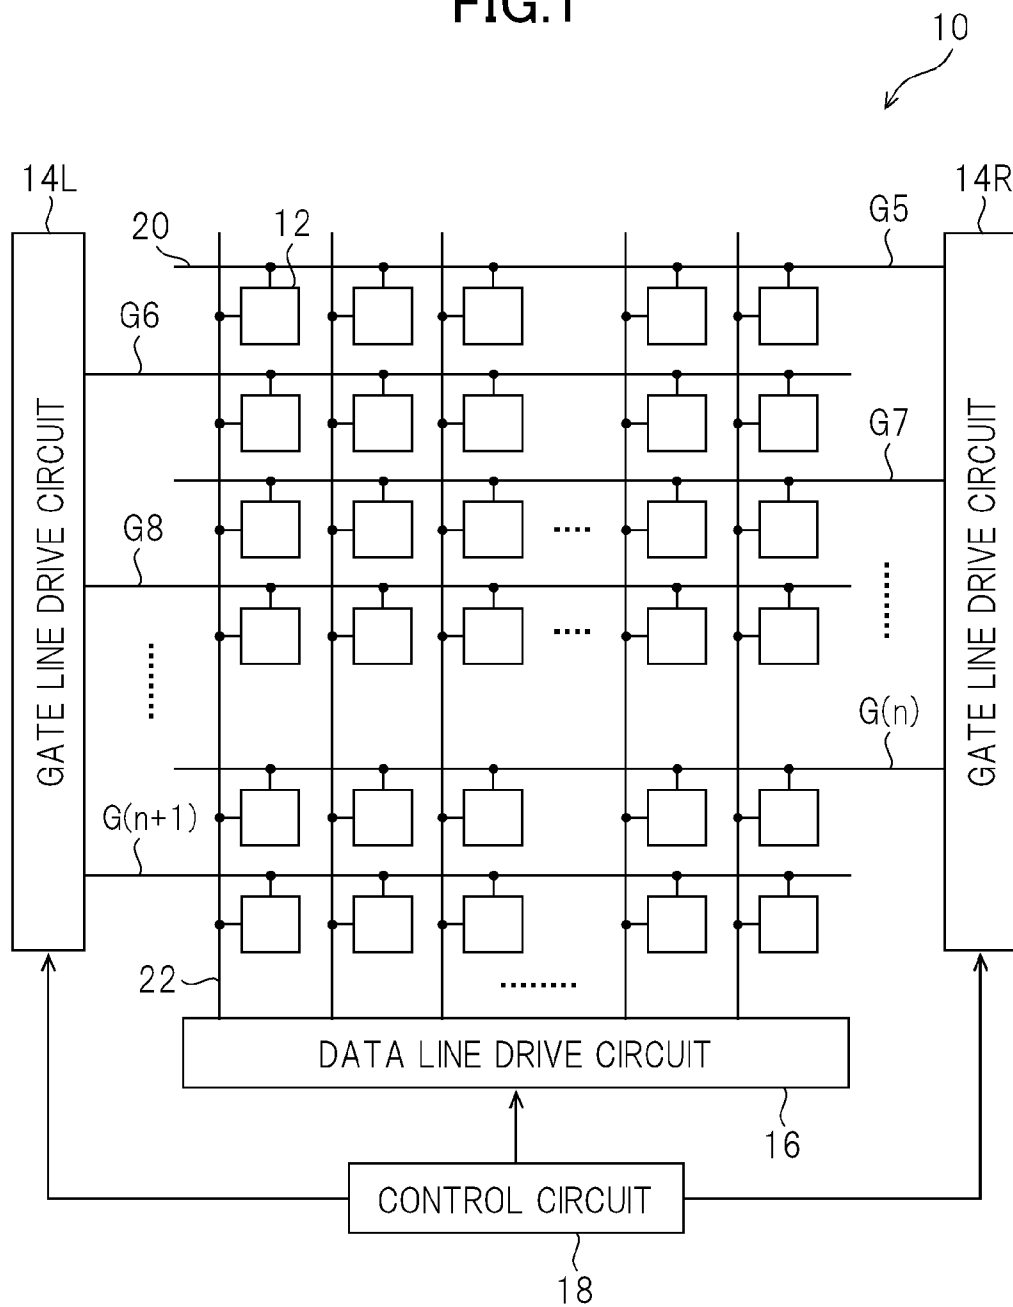 FIG.1
10
14L
14R
20
12
G5
G6
G7
G8
GATE LINE DRIVE CIRCUIT
GATE LINE DRIVE CIRCUIT
G(n)
G(n+1)
22
DATA LINE DRIVE CIRCUIT
16
CONTROL CIRCUIT
18